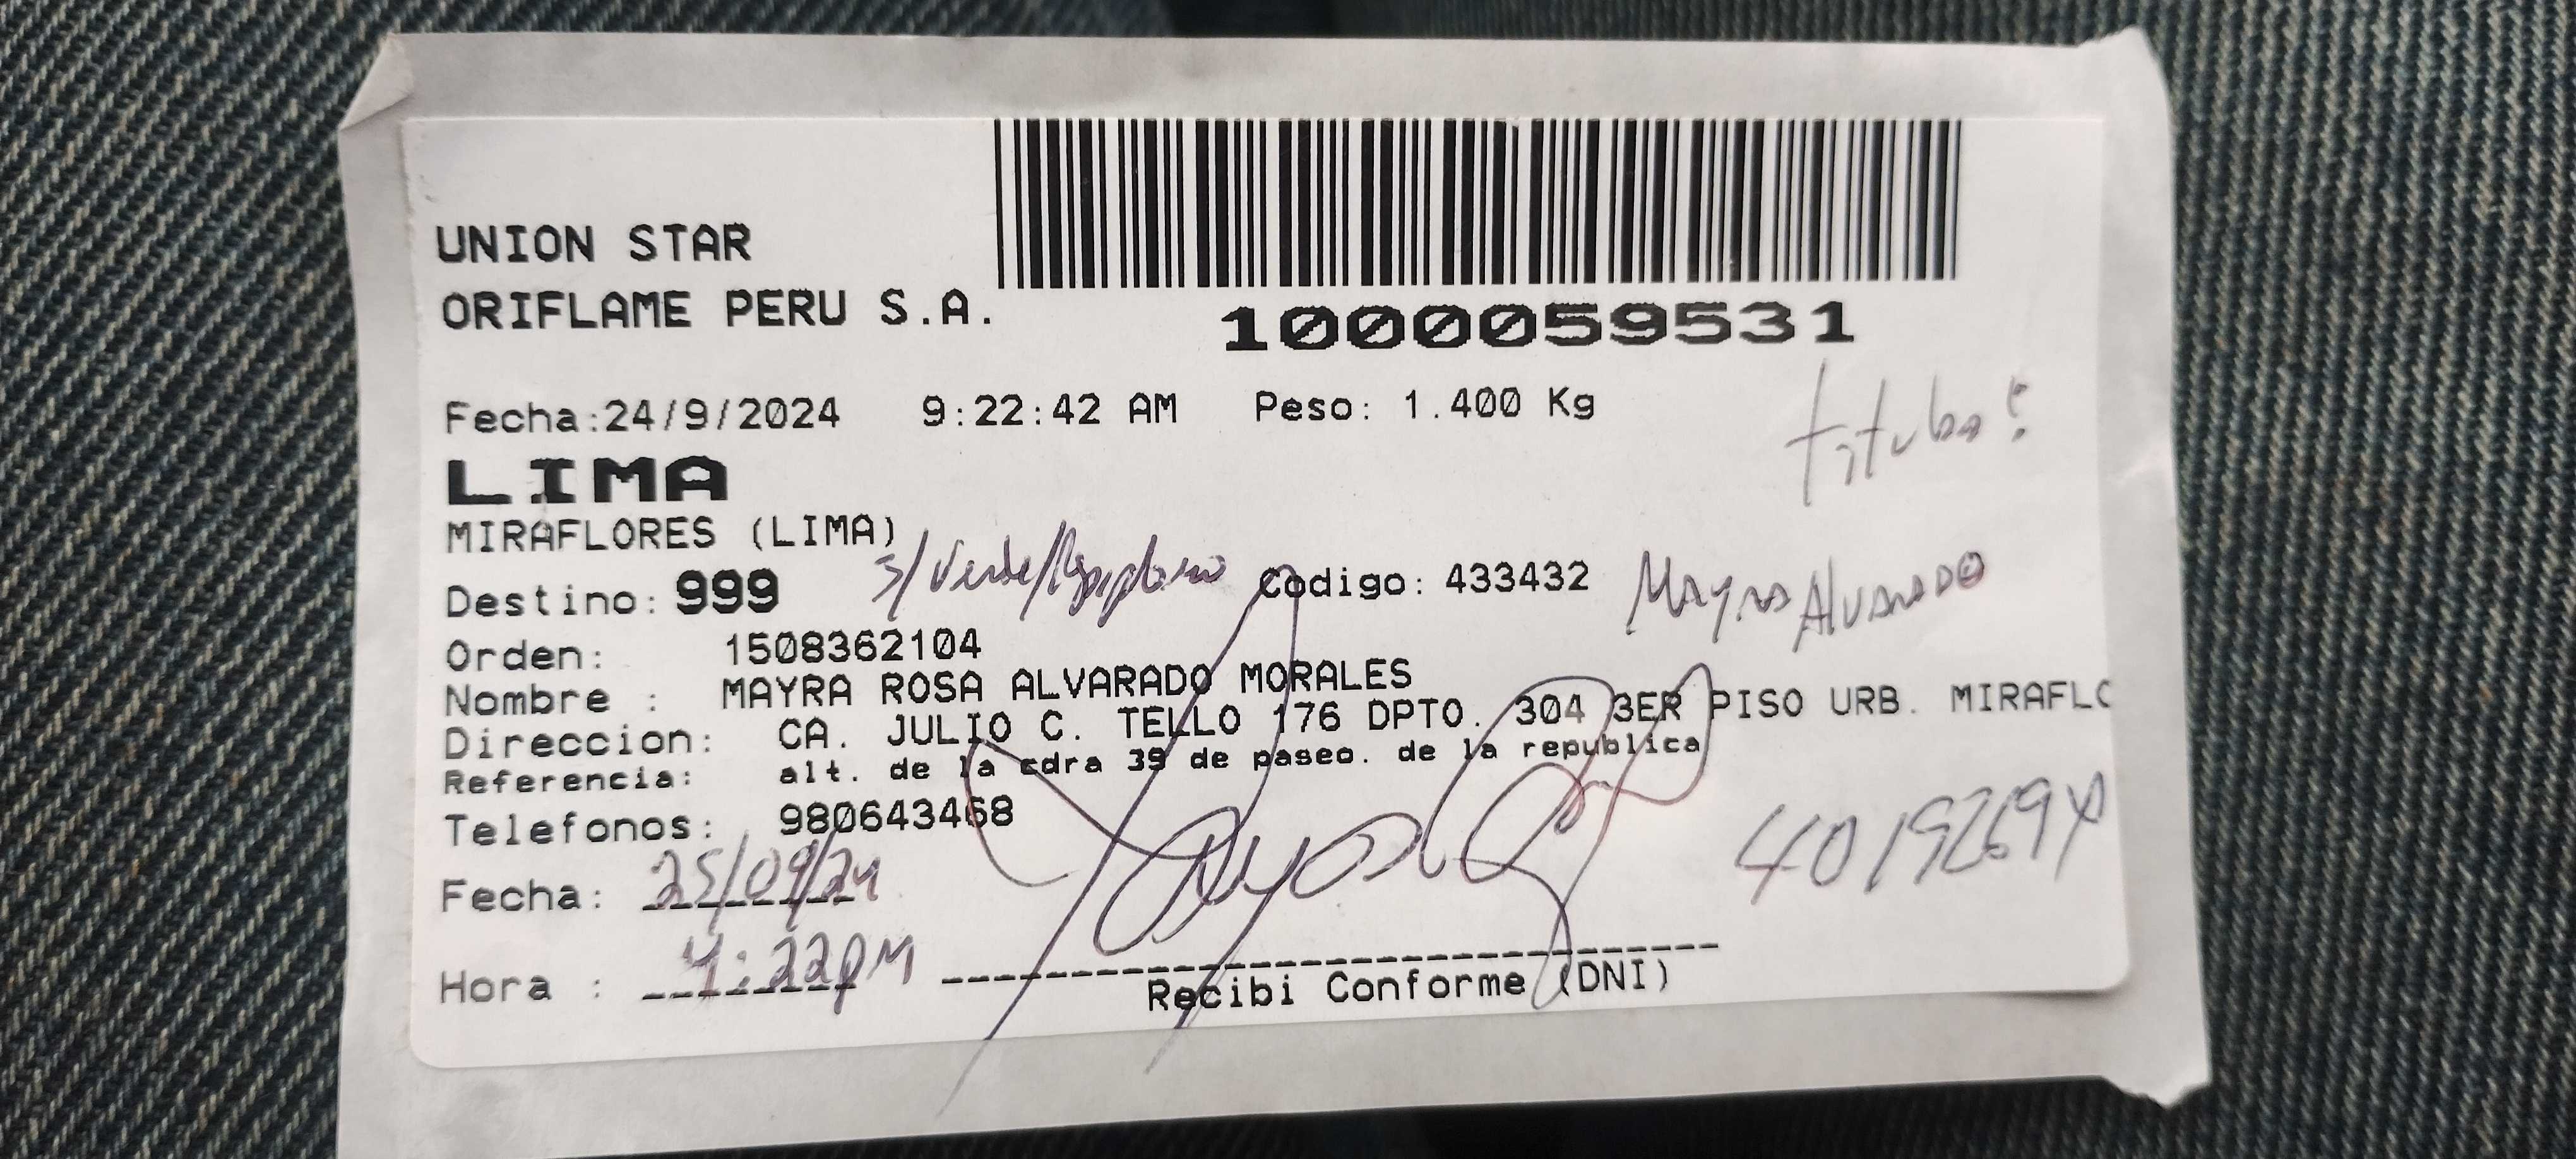 UNION STAR
ORIFLAME PERU S.A.
1000059531
Fecha:24/9/2024 9:22:42 AM Peso: 1.400 Kg
LIMA
MIRAFLORES (LIMA)
Destino: 999 Codigo: 433432 Mayra Alvarado
Orden: 1508362104
Nombre : MAYRA ROSA ALVARADO MORALES
Direccion: CA. JULIO C. TELLO 176 DPTO. 304 3ER PISO URB. MIRAFLO
Referencia: alt. de la cdra 39 de paseo. de la republica
Telefonos: 980643468
Fecha: 25/09/24
Hora : 4:22pM
Recibi Conforme (DNI)